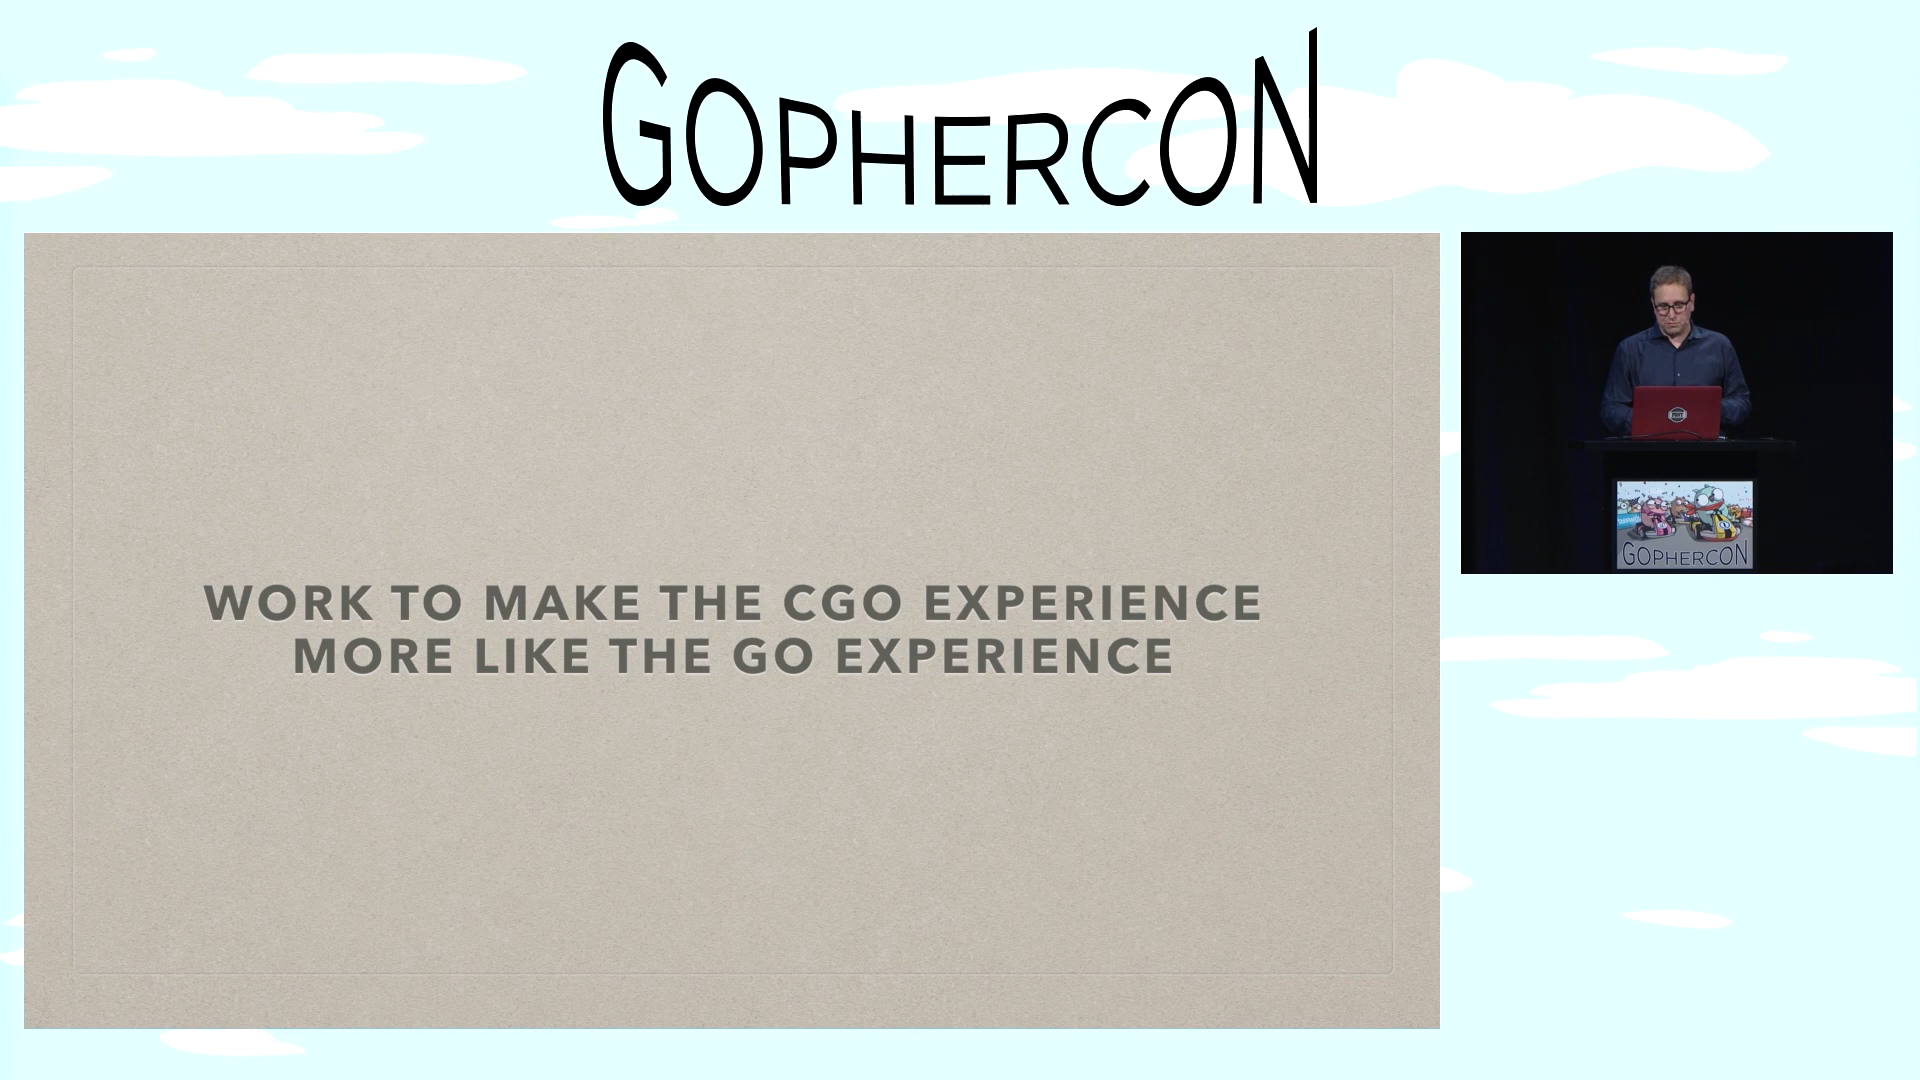 GOPHERCON
WORK TO MAKE THE CGO EXPERIENCE
MORE LIKE THE GO EXPERIENCE
GOPHERCON